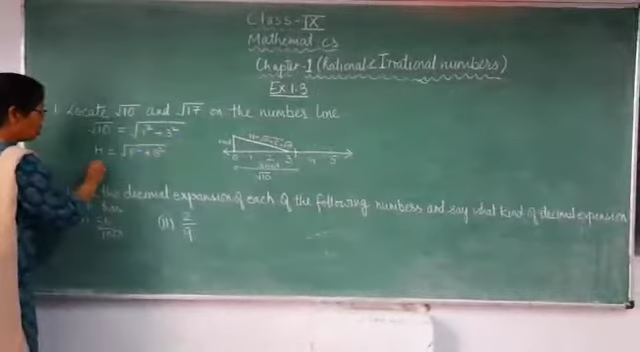 Class-IX
Mathematics
Chapter-1 (Rational & Irrational numbers)
Ex 1.3
1. Locate √10 and √17 on the number line
√10 = √1²+3²
H = √1²+3²
0 1 2 3 4 5
√10
the decimal expansion of each of the following numbers and say what kind of decimal expansion
(ii) 2/9